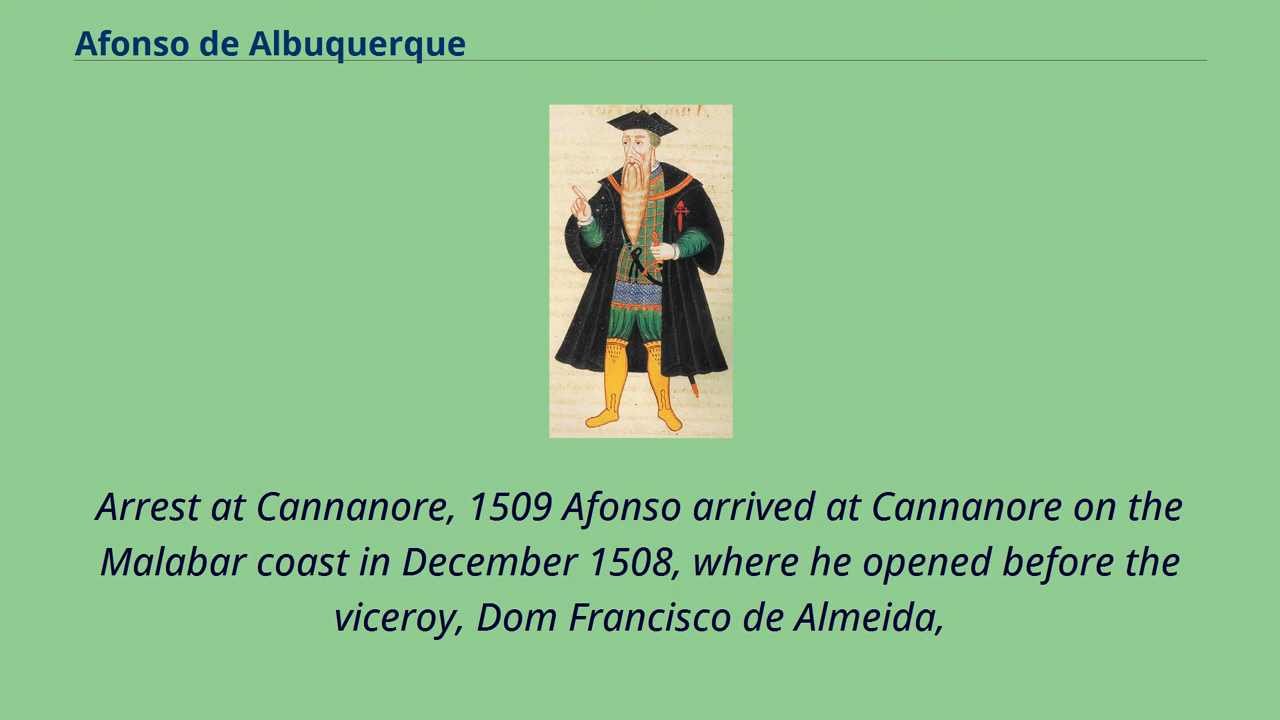 Afonso de Albuquerque
Arrest at Cannanore, 1509 Afonso arrived at Cannanore on the
Malabar coast in December 1508, where he opened before the
viceroy, Dom Francisco de Almeida,